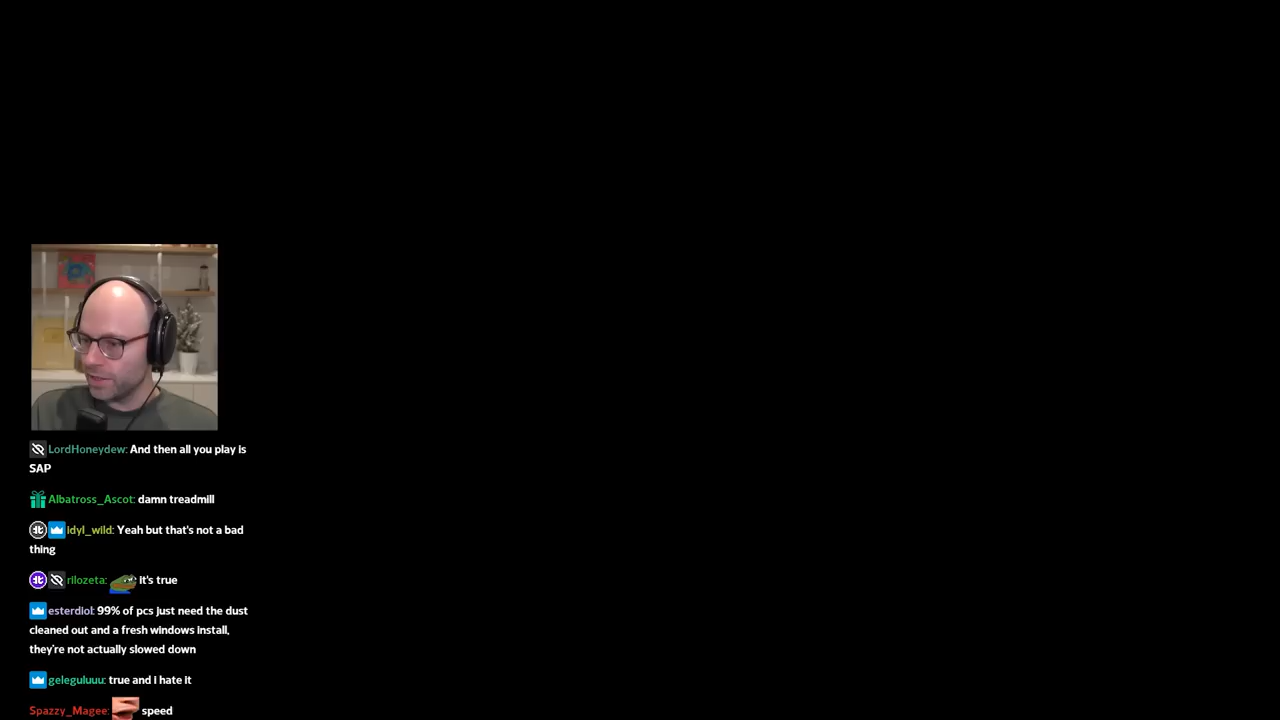 LordHoneydew: And then all you play is
SAP
Albatross_Ascot: damn treadmill
idyl_wild: Yeah but that's not a bad
thing
rilozeta: it's true
esterdiol: 99% of pcs just need the dust
cleaned out and a fresh windows install,
they're not actually slowed down
geleguluuu: true and i hate it
Spazzy_Magee: speed